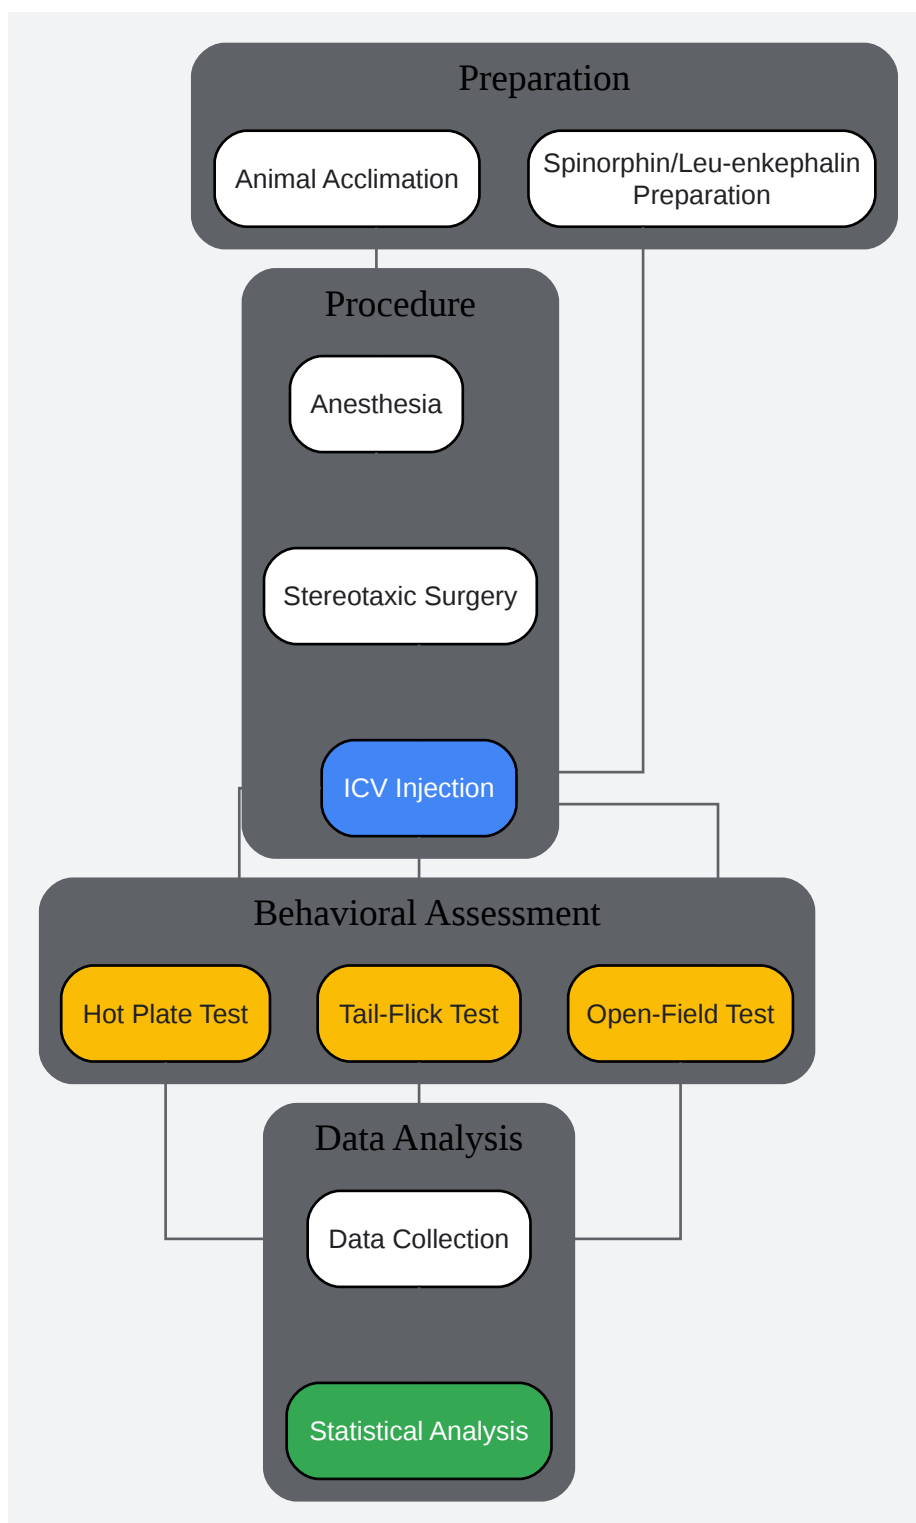 Preparation
Animal Acclimation
Spinorphin/Leu-enkephalin
Preparation
Procedure
Anesthesia
Stereotaxic Surgery
ICV Injection
Behavioral Assessment
Hot Plate Test
Tail-Flick Test
Open-Field Test
Data Analysis
Data Collection
Statistical Analysis